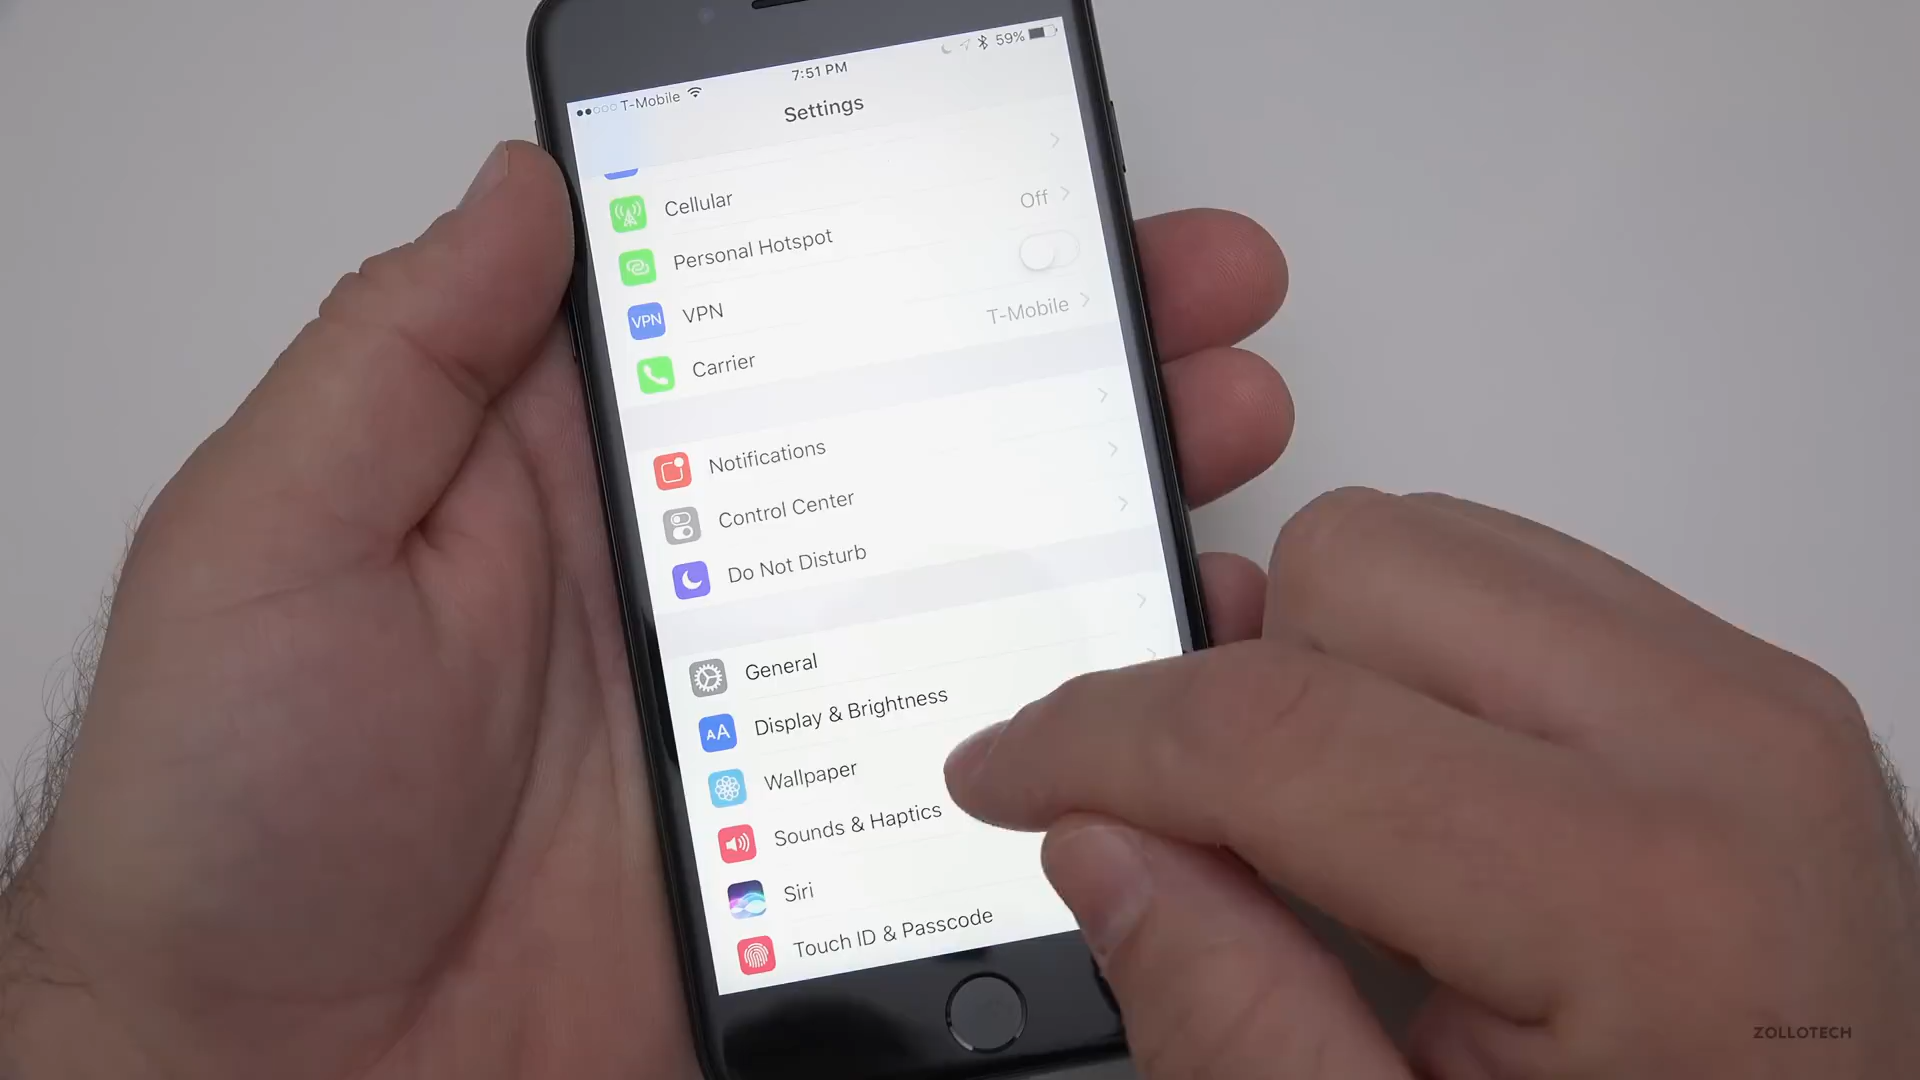 59%
7:51 PM
T-Mobile
Settings
Cellular
Personal Hotspot Off
VPN VPN
Carrier T-Mobile
Notifications
Control Center
Do Not Disturb
General
AA Display & Brightness
Wallpaper
Sounds & Haptics
Siri
Touch ID & Passcode
ZOLLOTECH